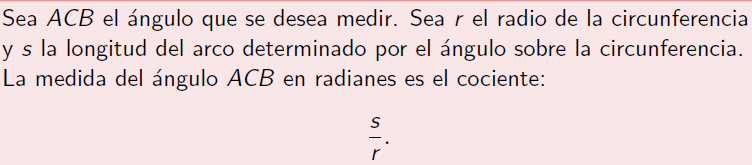 Sea ACB el ángulo que se desea medir. Sea r el radio de la circunferencia
y s la longitud del arco determinado por el ángulo sobre la circunferencia.
La medida del ángulo ACB en radianes es el cociente:
s
r.